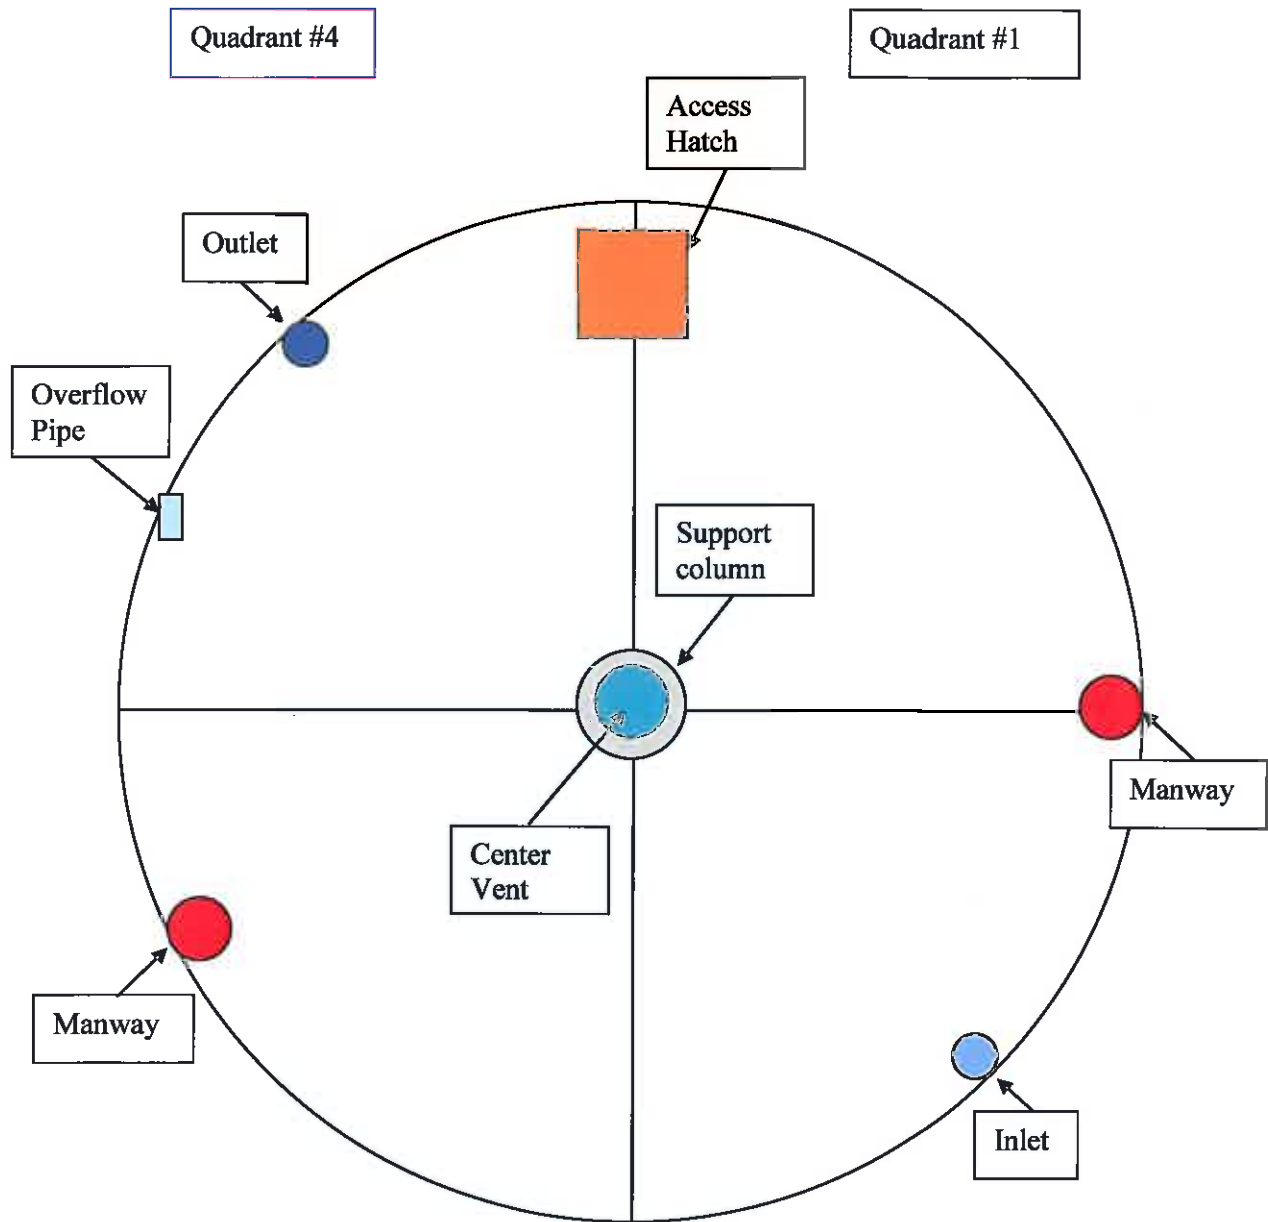 Quadrant #4
Quadrant #1
Access
Hatch
Outlet
Overflow
Pipe
Support
column
Manway
Center
Vent
Manway
Inlet